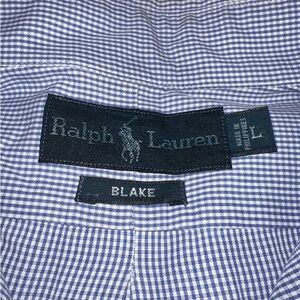 Ralph Lauren
MADE IN
PHILIPPINES
L
BLAKE